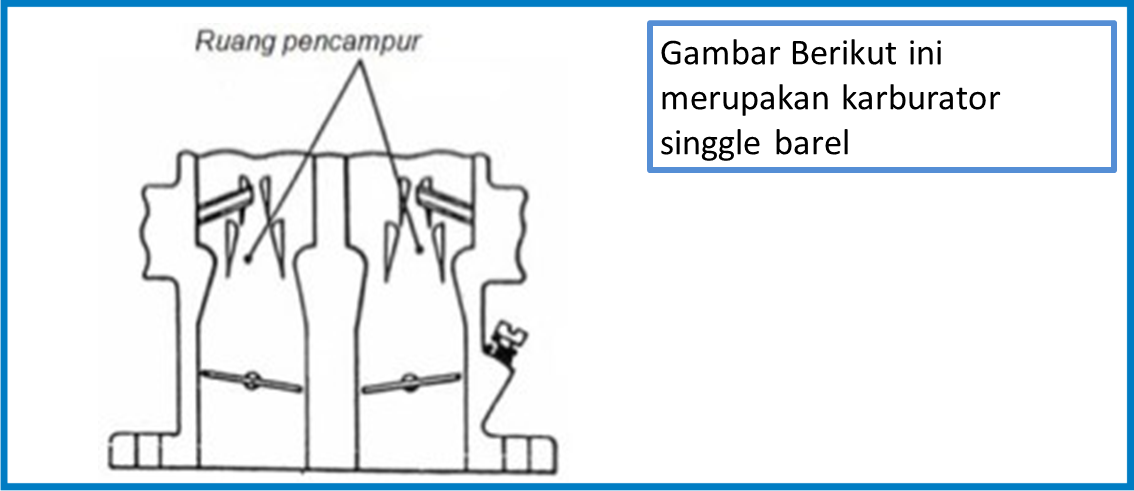 Ruang pencampur
Gambar Berikut ini
merupakan karburator
singgle barel